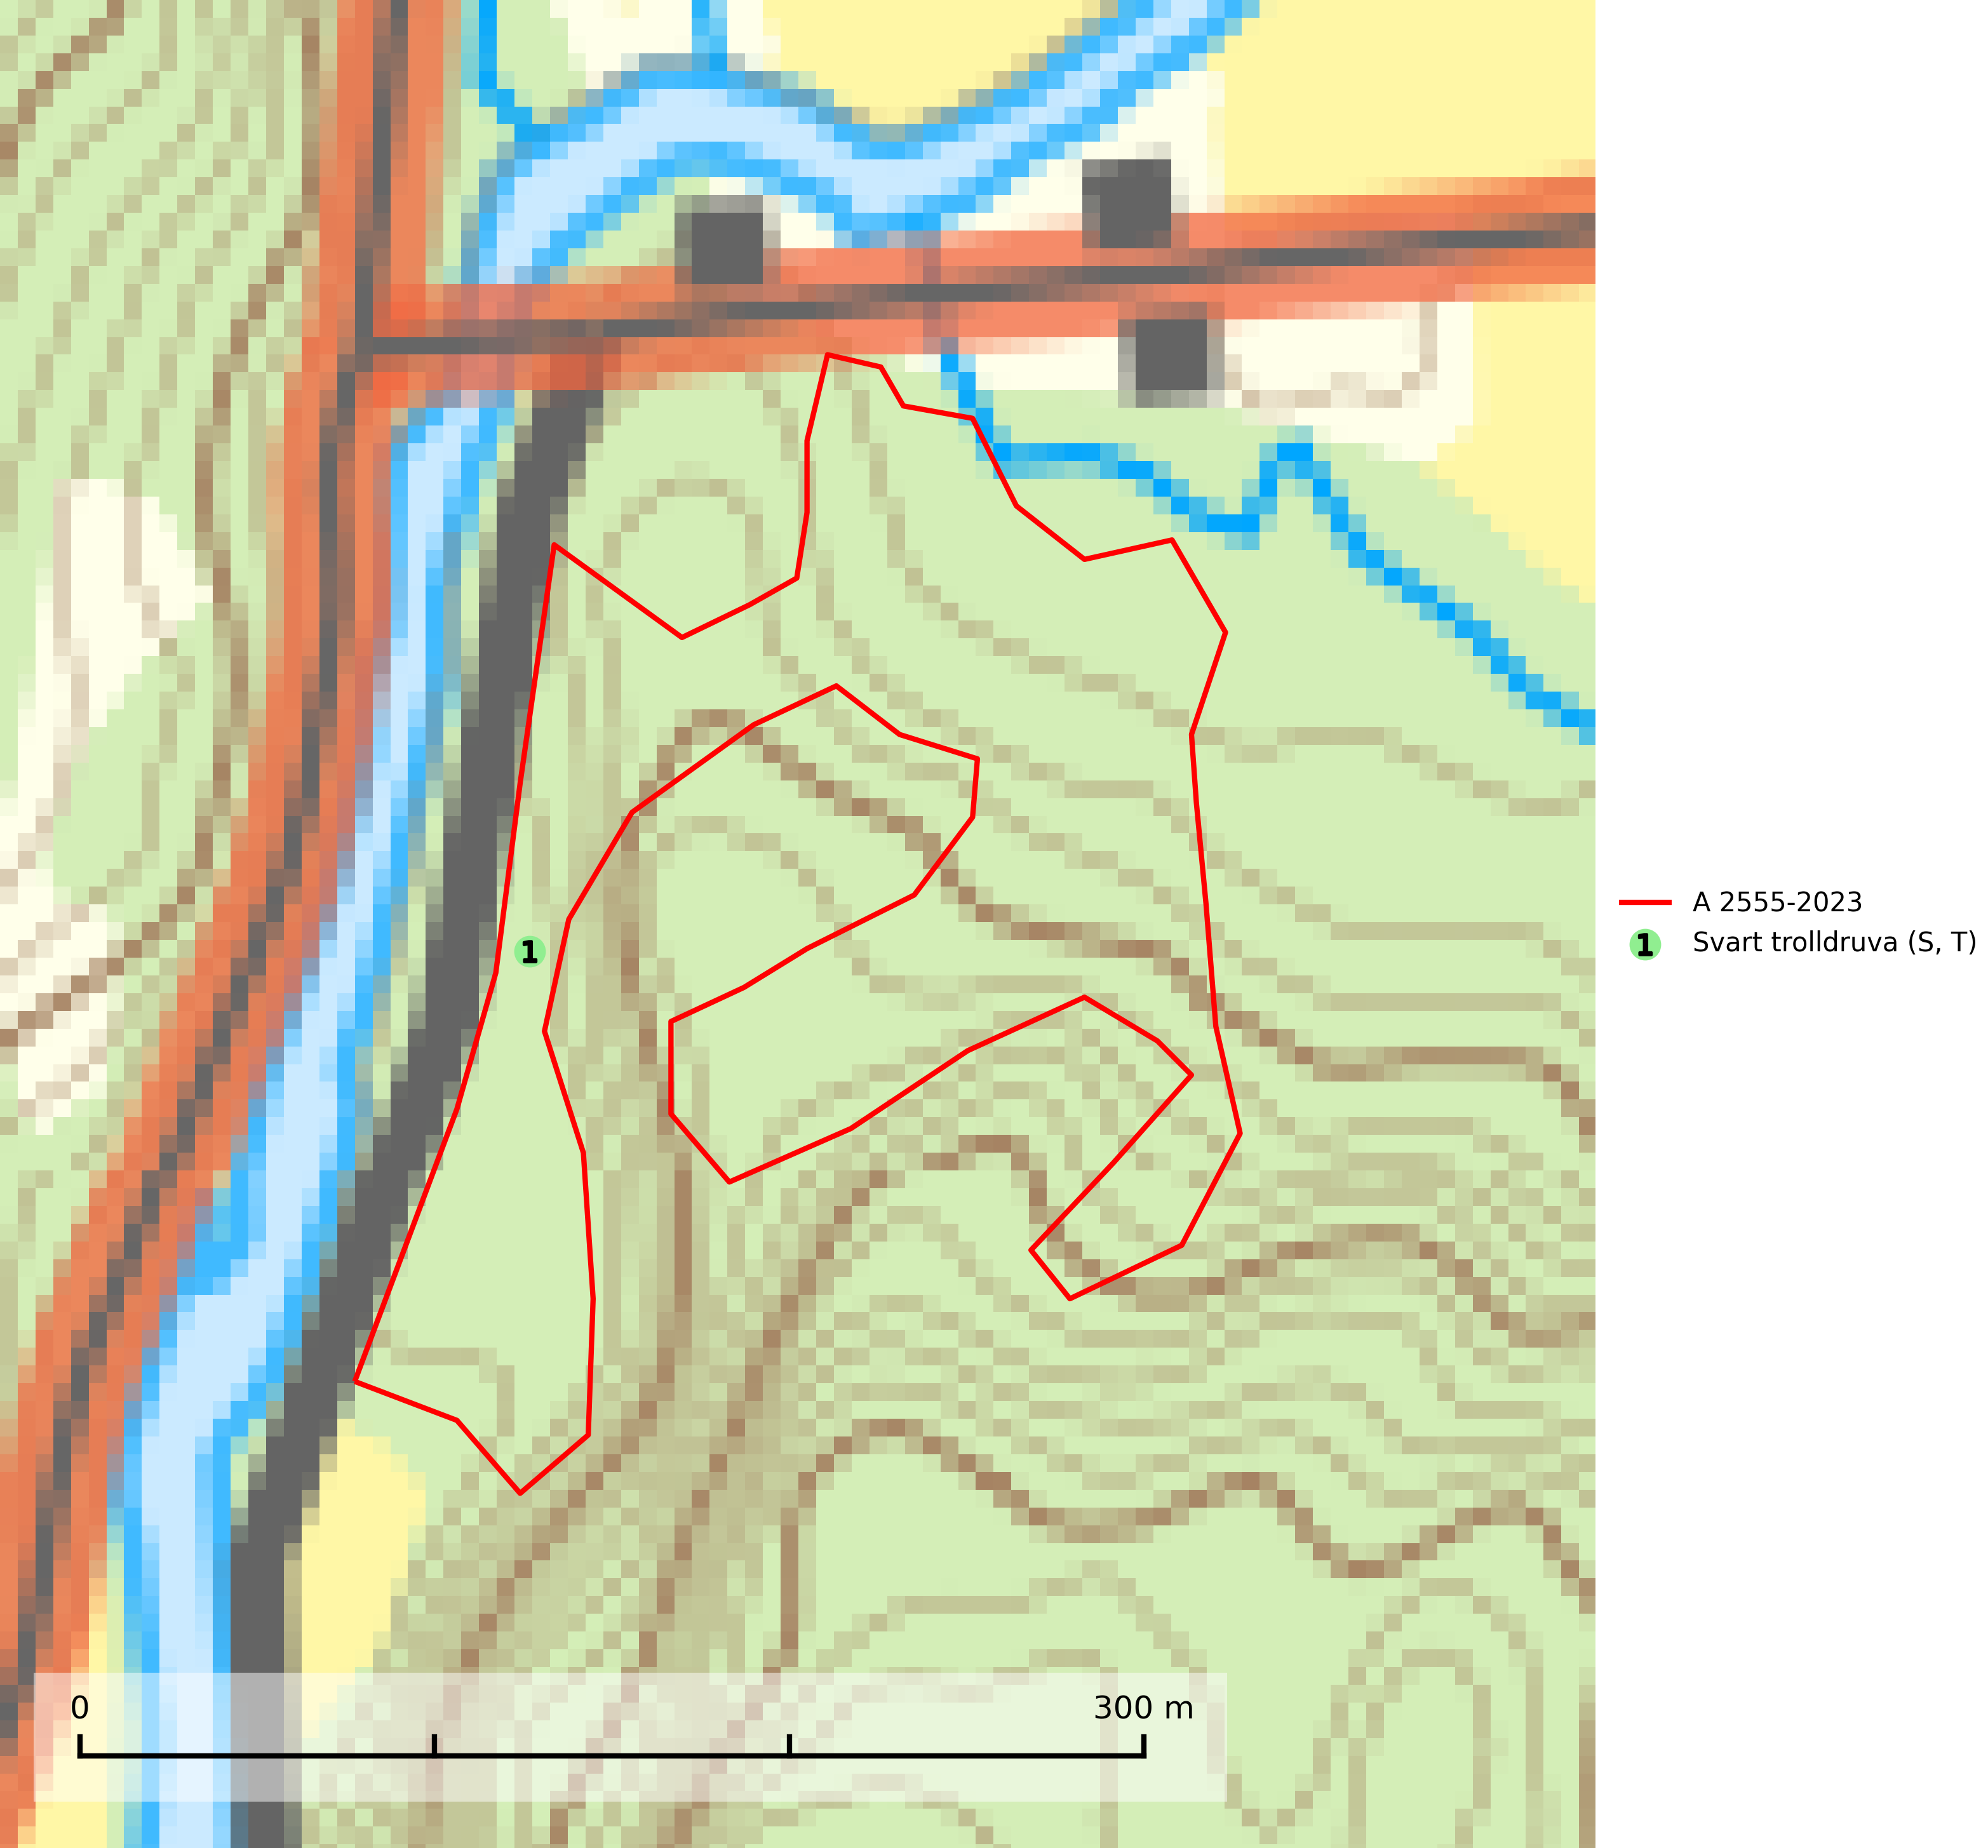 1
A 2555-2023
1 Svart trolldruva (S, T)
0 300 m